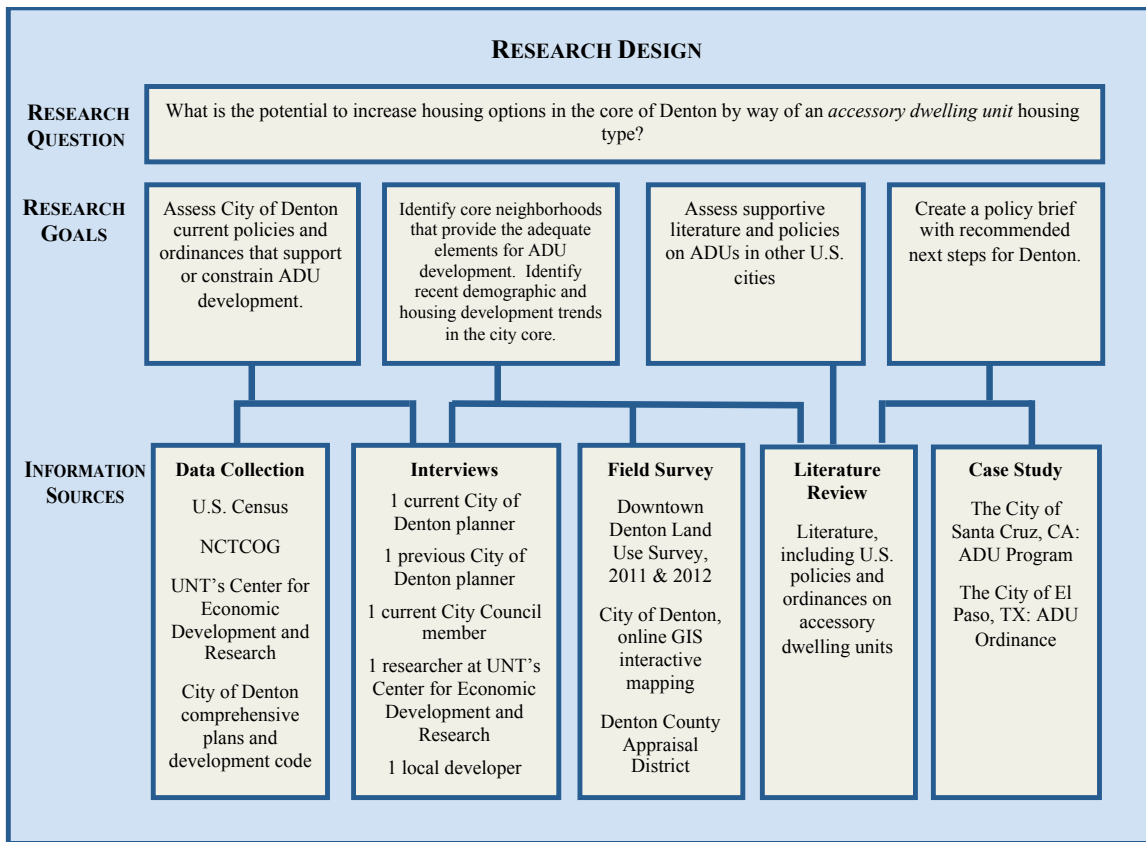 RESEARCH DESIGN
RESEARCH
QUESTION
What is the potential to increase housing options in the core of Denton by way of an accessory dwelling unit housing
type?
RESEARCH
GOALS
Assess City of Denton
current policies and
ordinances that support
or constrain ADU
development.
Identify core neighborhoods
that provide the adequate
elements for ADU
development. Identify
recent demographic and
housing development trends
in the city core.
Assess supportive
literature and policies
on ADUs in other U.S.
cities
Create a policy brief
with recommended
next steps for Denton.
INFORMATION
SOURCES
Data Collection
U.S. Census
NCTCOG
UNT's Center for
Economic
Development and
Research
City of Denton
comprehensive
plans and
development code
Interviews
1 current City of
Denton planner
1 previous City of
Denton planner
1 current City Council
member
1 researcher at UNT's
Center for Economic
Development and
Research
1 local developer
Field Survey
Downtown
Denton Land
Use Survey,
2011 & 2012
City of Denton,
online GIS
interactive
mapping
Denton County
Appraisal
District
Literature
Review
Literature,
including U.S.
policies and
ordinances on
accessory
dwelling units
Case Study
The City of
Santa Cruz, CA:
ADU Program
The City of El
Paso, TX: ADU
Ordinance